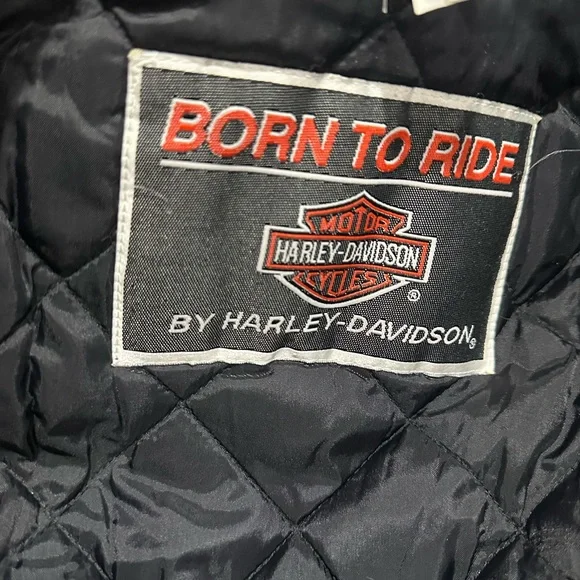 BORN TO RIDE
MOTOR
HARLEY-DAVIDSON
CYCLES
®
BY HARLEY-DAVIDSON®